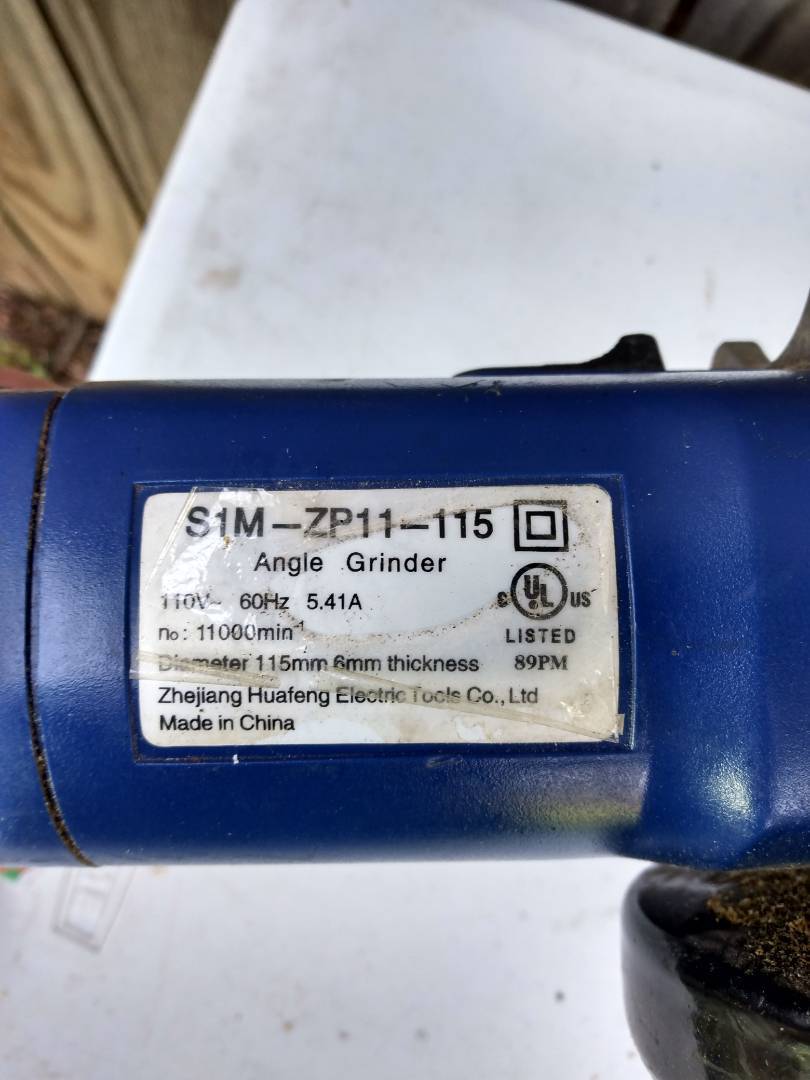 S1M-ZP11-115
Angle Grinder
110V~ 60Hz 5.41A
no: 11000min-1
Diameter 115mm 6mm thickness
Zhejiang Huafeng Electric Tools Co., Ltd
Made in China
C UL US
LISTED
89PM